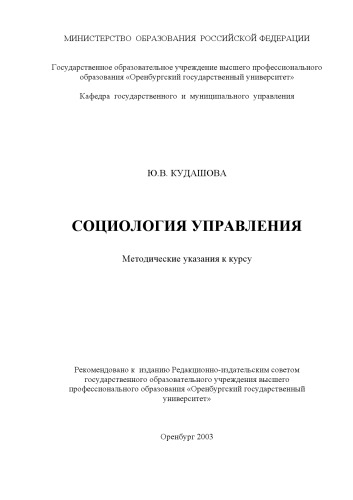 МИНИСТЕРСТВО ОБРАЗОВАНИЯ РОССИЙСКОЙ ФЕДЕРАЦИИ
Государственное образовательное учреждение высшего профессионального
образования «Оренбургский государственный университет»
Кафедра государственного и муниципального управления
Ю.В. КУДАШОВА
СОЦИОЛОГИЯ УПРАВЛЕНИЯ
Методические указания к курсу
Рекомендовано к изданию Редакционно-издательским советом
государственного образовательного учреждения высшего
профессионального образования «Оренбургский государственный
университет»
Оренбург 2003